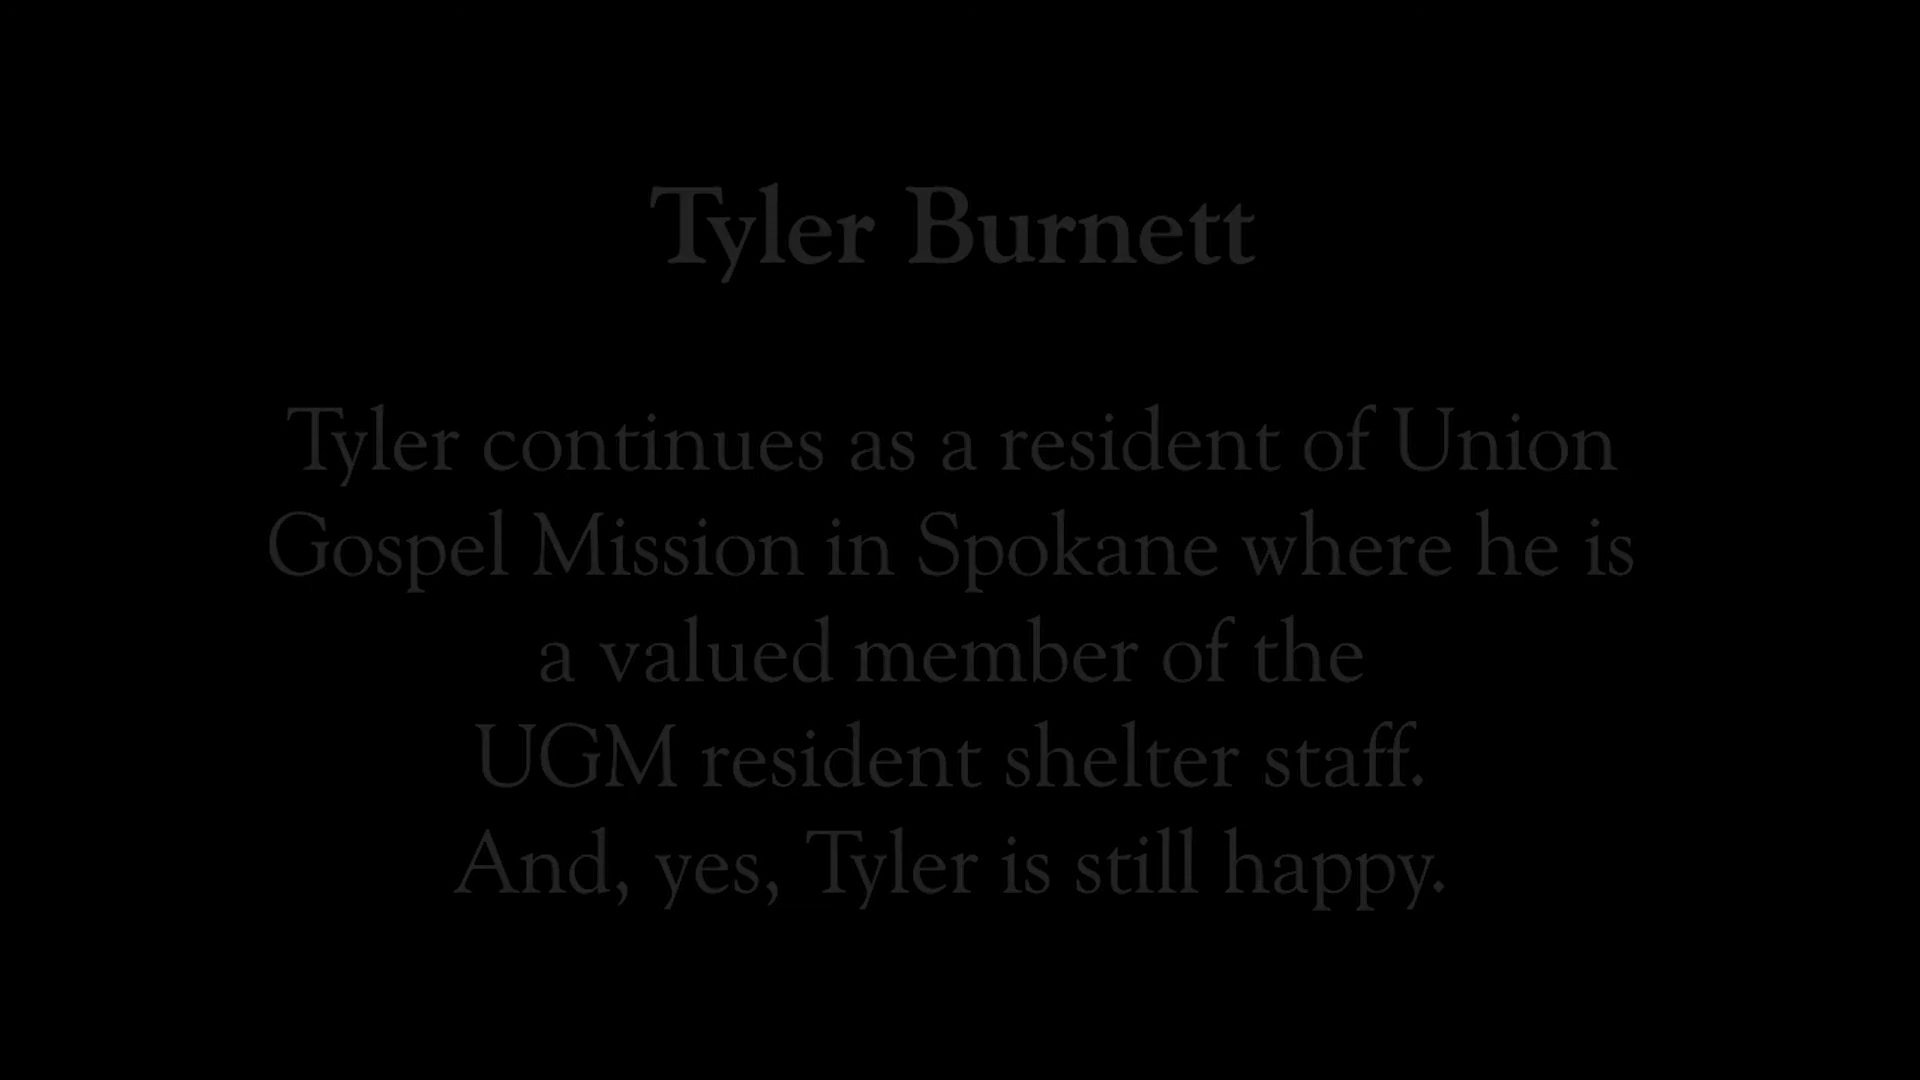 Tyler Burnett
Tyler continues as a resident of Union
Gospel Mission in Spokane where he is
a valued member of the
UGM resident shelter staff.
And, yes, Tyler is still happy.